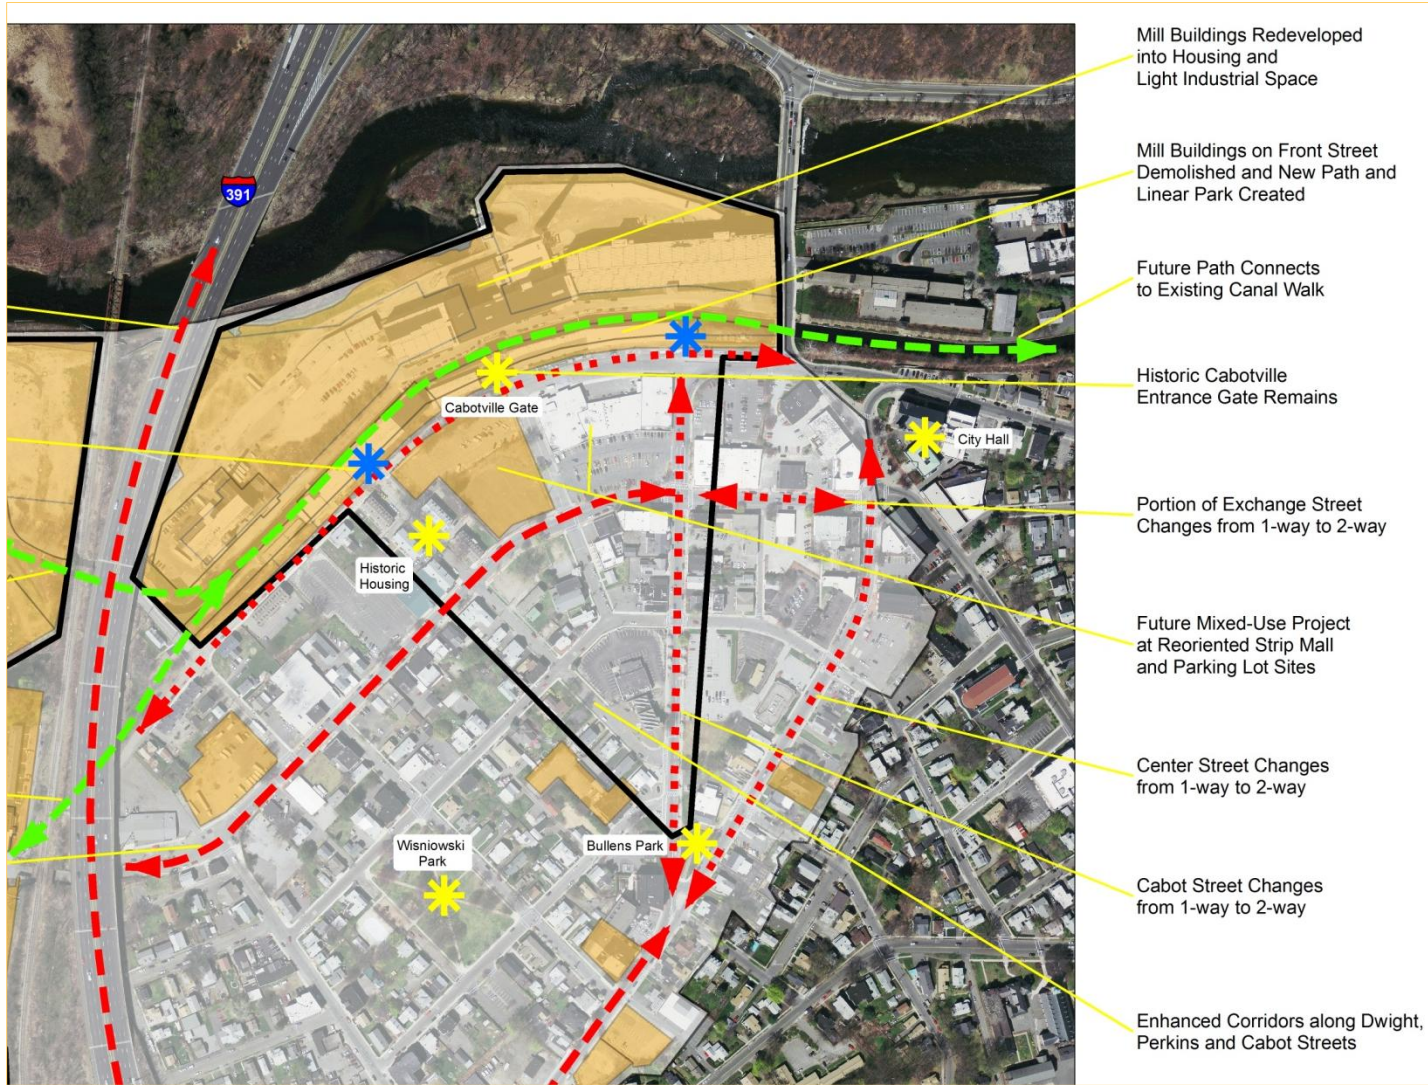 Mill Buildings Redeveloped
into Housing and
Light Industrial Space
Mill Buildings on Front Street
Demolished and New Path and
Linear Park Created
391
Future Path Connects
to Existing Canal Walk
Historic Cabotville
Entrance Gate Remains
Cabotville Gate
City Hall
Portion of Exchange Street
Changes from 1-way to 2-way
Historic
Housing
Future Mixed-Use Project
at Reoriented Strip Mall
and Parking Lot Sites
Center Street Changes
from 1-way to 2-way
Wisniowski
Park
Bullens Park
Cabot Street Changes
from 1-way to 2-way
Enhanced Corridors along Dwight,
Perkins and Cabot Streets